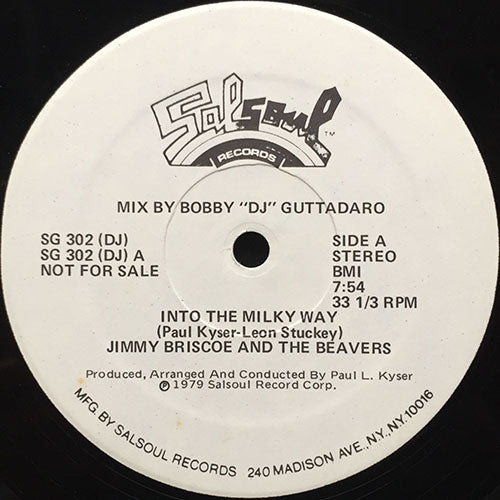 Salsoul
TM
RECORDS
MIX BY BOBBY "DJ" GUTTADARO
SG 302 (DJ)
SG 302 (DJ) A
NOT FOR SALE
SIDE A
STEREO
BMI
7:54
33 1/3 RPM
INTO THE MILKY WAY
(Paul Kyser-Leon Stuckey)
JIMMY BRISCOE AND THE BEAVERS
Produced, Arranged And Conducted By Paul L. Kyser
℗ 1979 Salsoul Record Corp.
MFG. BY SALSOUL RECORDS 240 MADISON AVE., N.Y., N.Y. 10016